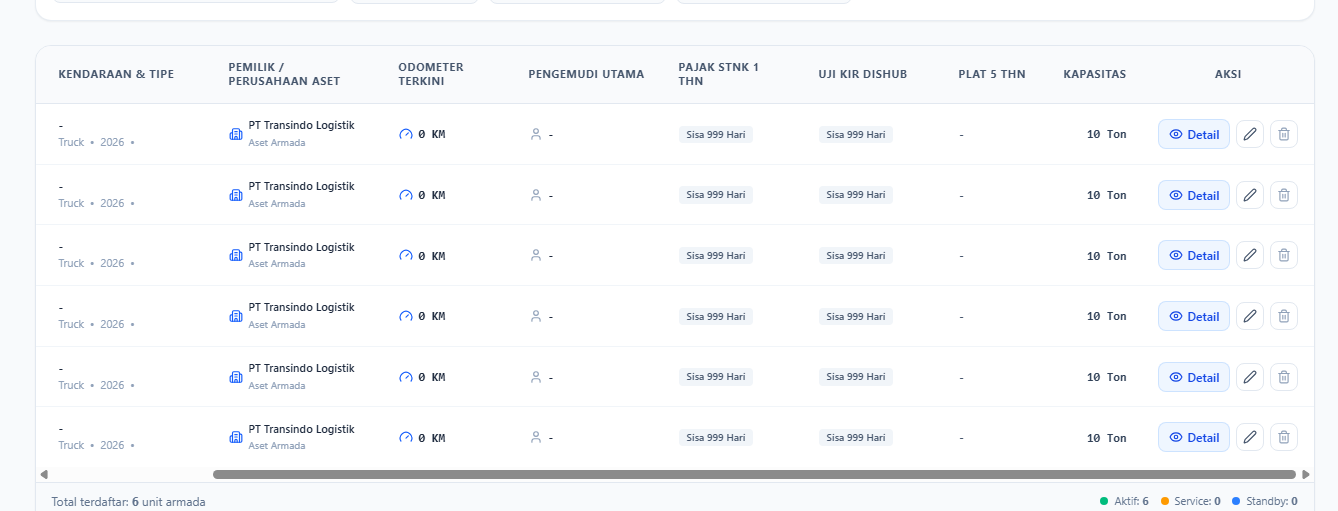 KENDARAAN & TIPE PEMILIK / PERUSAHAAN ASET ODOMETER TERKINI PENGEMUDI UTAMA PAJAK STNK 1 THN UJI KIR DISHUB PLAT 5 THN KAPASITAS AKSI
- PT Transindo Logistik 0 KM - Sisa 999 Hari Sisa 999 Hari - 10 Ton Detail
Truck • 2026 • Aset Armada
- PT Transindo Logistik 0 KM - Sisa 999 Hari Sisa 999 Hari - 10 Ton Detail
Truck • 2026 • Aset Armada
- PT Transindo Logistik 0 KM - Sisa 999 Hari Sisa 999 Hari - 10 Ton Detail
Truck • 2026 • Aset Armada
- PT Transindo Logistik 0 KM - Sisa 999 Hari Sisa 999 Hari - 10 Ton Detail
Truck • 2026 • Aset Armada
- PT Transindo Logistik 0 KM - Sisa 999 Hari Sisa 999 Hari - 10 Ton Detail
Truck • 2026 • Aset Armada
- PT Transindo Logistik 0 KM - Sisa 999 Hari Sisa 999 Hari - 10 Ton Detail
Truck • 2026 • Aset Armada
Total terdaftar: 6 unit armada Aktif: 6 Service: 0 Standby: 0